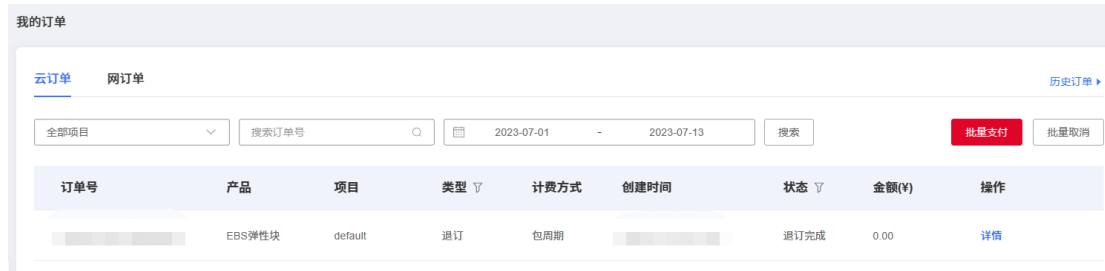 我的订单
云订单 网订单
历史订单
全部项目 搜索订单号 2023-07-01 - 2023-07-13 搜索 批量支付 批量取消
订单号 产品 项目 类型 计费方式 创建时间 状态 金额(¥) 操作
EBS弹性块 default 退订 包周期 退订完成 0.00 详情